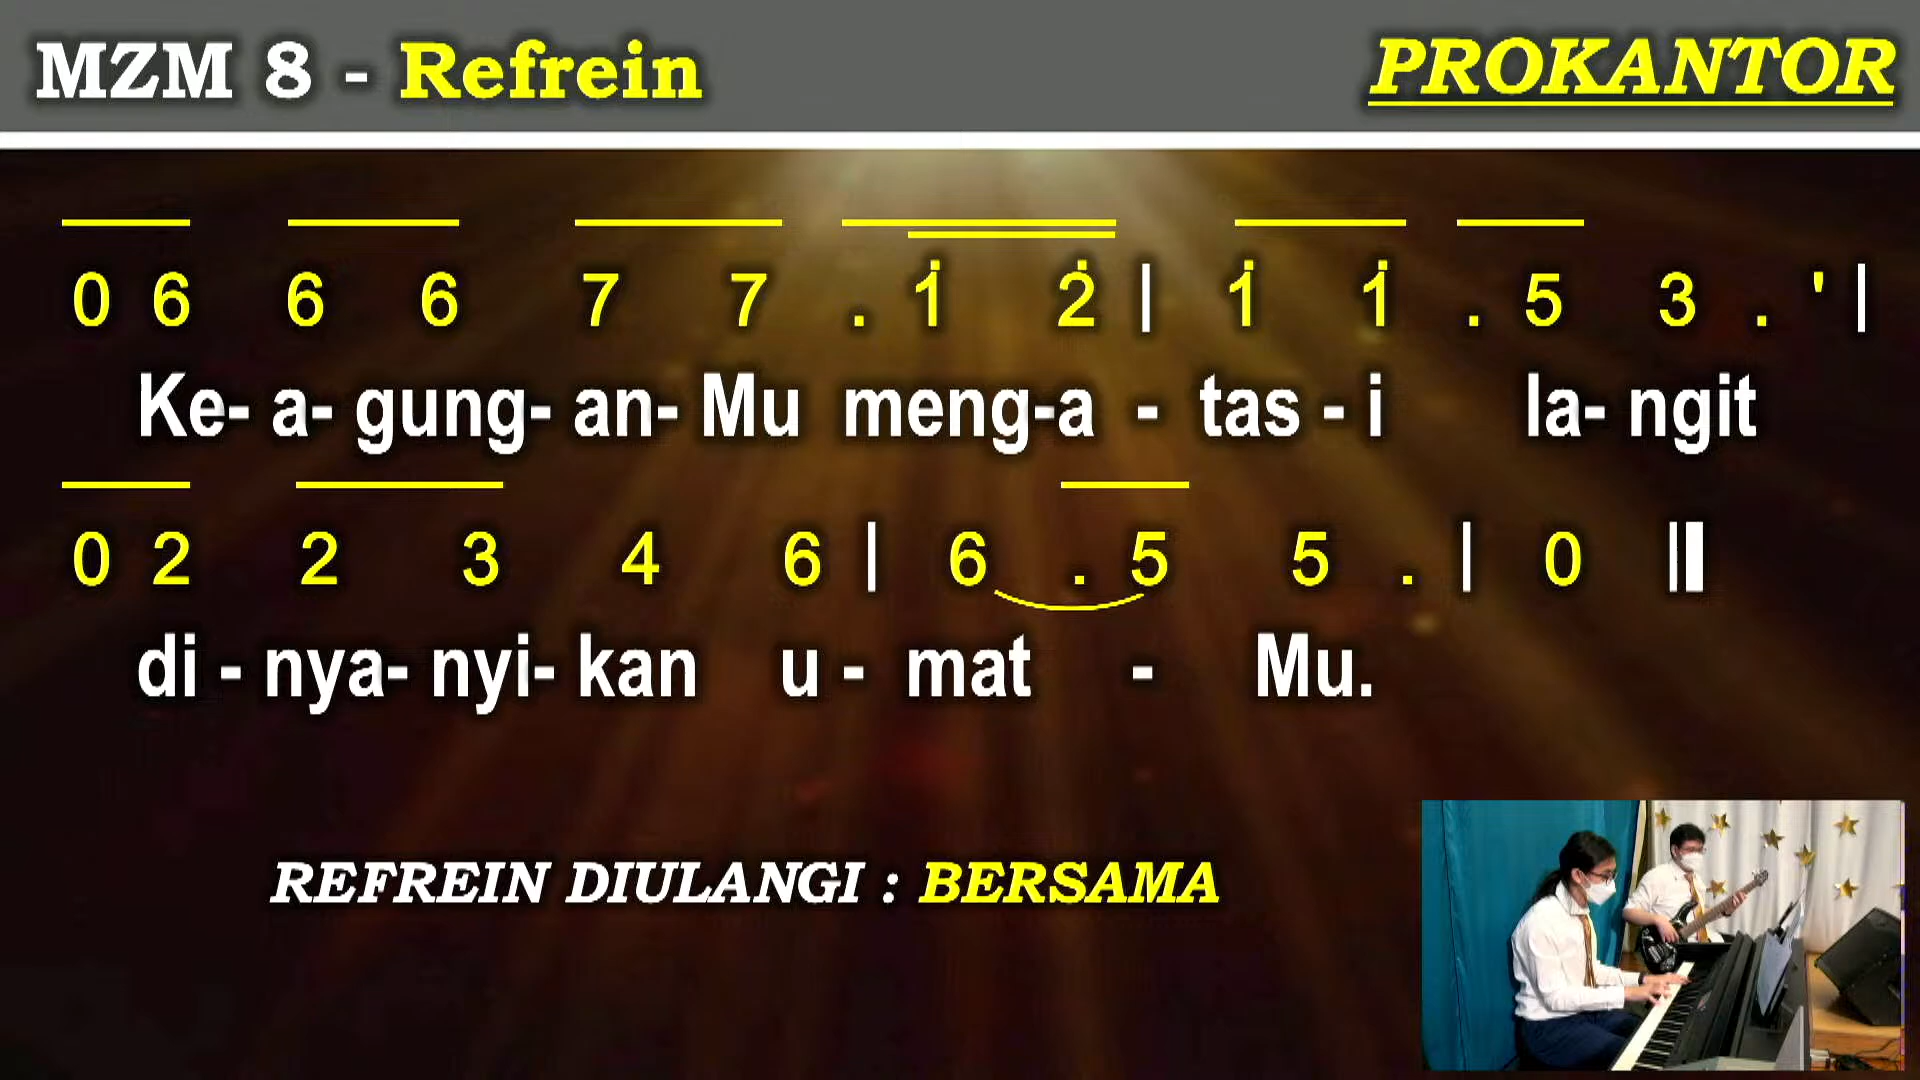 MZM 8 - Refrein
PROKANTOR
0 6 6 6 7 7 . 1̇ 2̇ | 1̇ 1̇ . 5 3 . ' |
Ke- a- gung- an- Mu meng-a - tas - i la- ngit
0 2 2 3 4 6 | 6 . 5 5 . | 0 ||
di - nya- nyi- kan u - mat - Mu.
REFREIN DIULANGI : BERSAMA